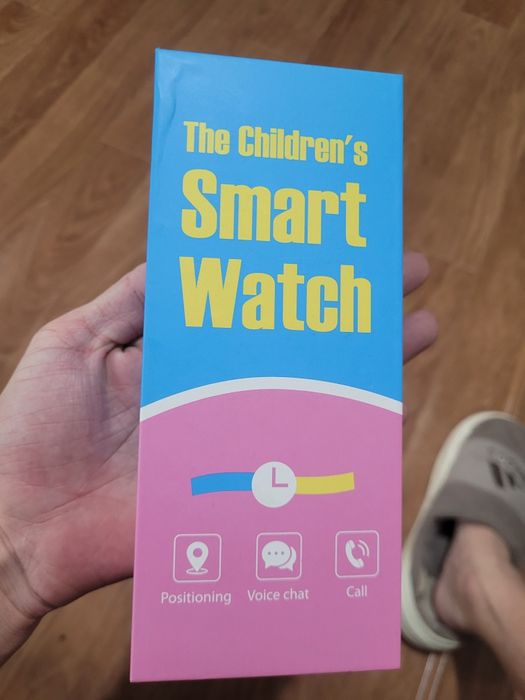 The Children's
Smart
Watch
Positioning Voice chat Call